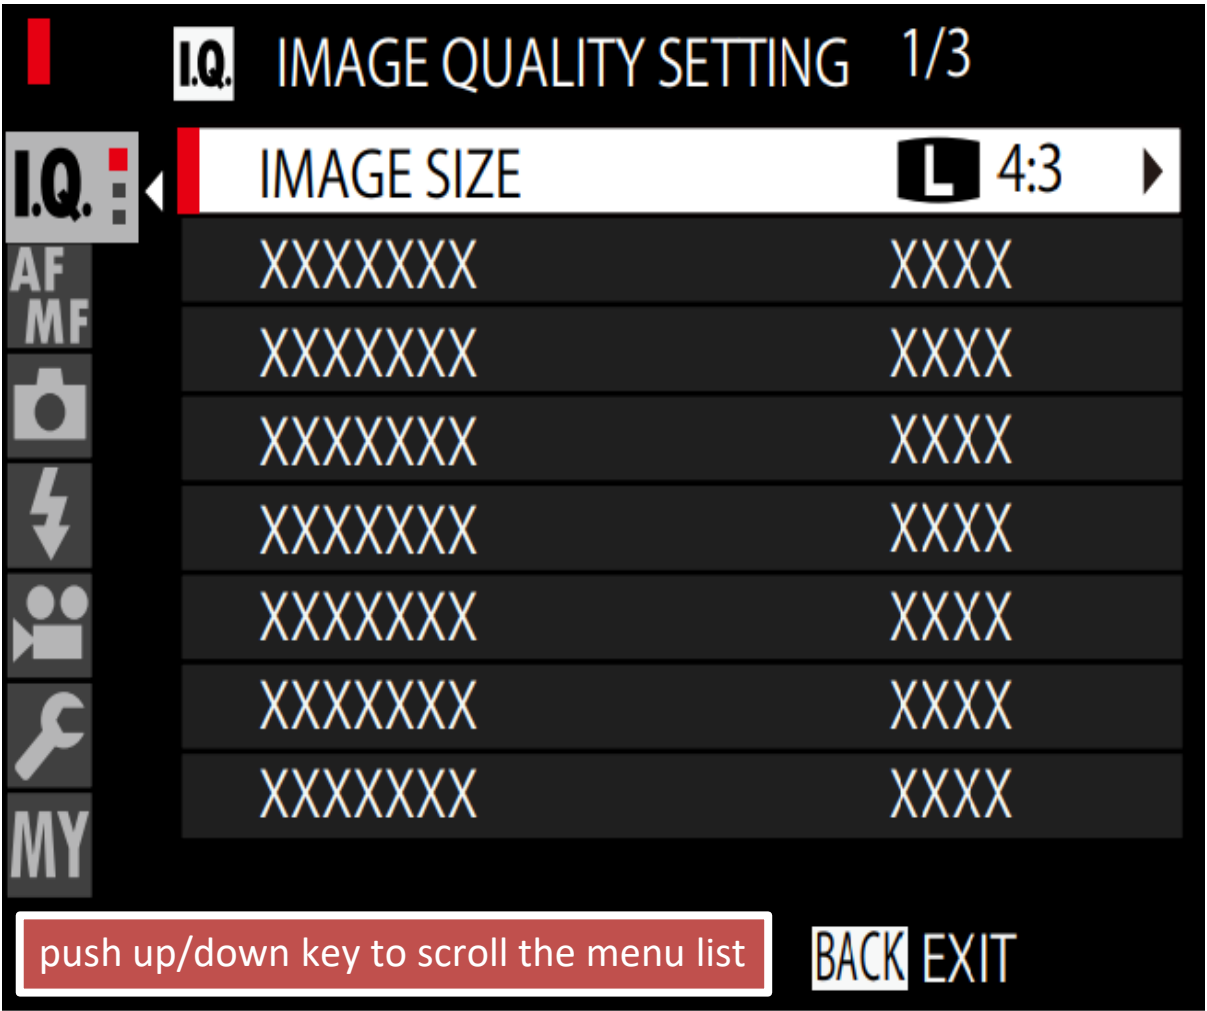 I.Q. IMAGE QUALITY SETTING 1/3
I.Q.
IMAGE SIZE L 4:3
XXXXXXX XXXX
AF
MF
XXXXXXX XXXX
XXXXXXX XXXX
XXXXXXX XXXX
XXXXXXX XXXX
XXXXXXX XXXX
XXXXXXX XXXX
MY
push up/down key to scroll the menu list
BACK EXIT